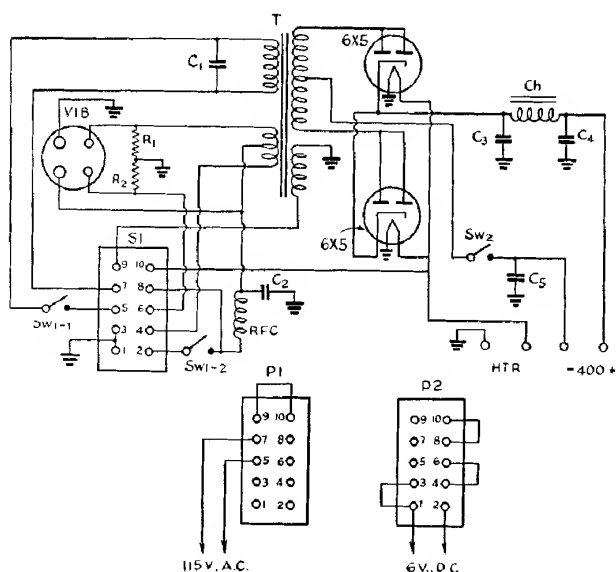 T
6X5
C1
Ch
VIB
R1
R2
C3
C4
6X5
S1
Sw2
C5
9 10
7 8
5 6
3 4
1 2
C2
RFC
SW1-1
SW1-2
HTR
-400+
P1
9 10
7 8
5 6
3 4
1 2
115V., A.C.
P2
9 10
7 8
5 6
3 4
1 2
6V., D.C.